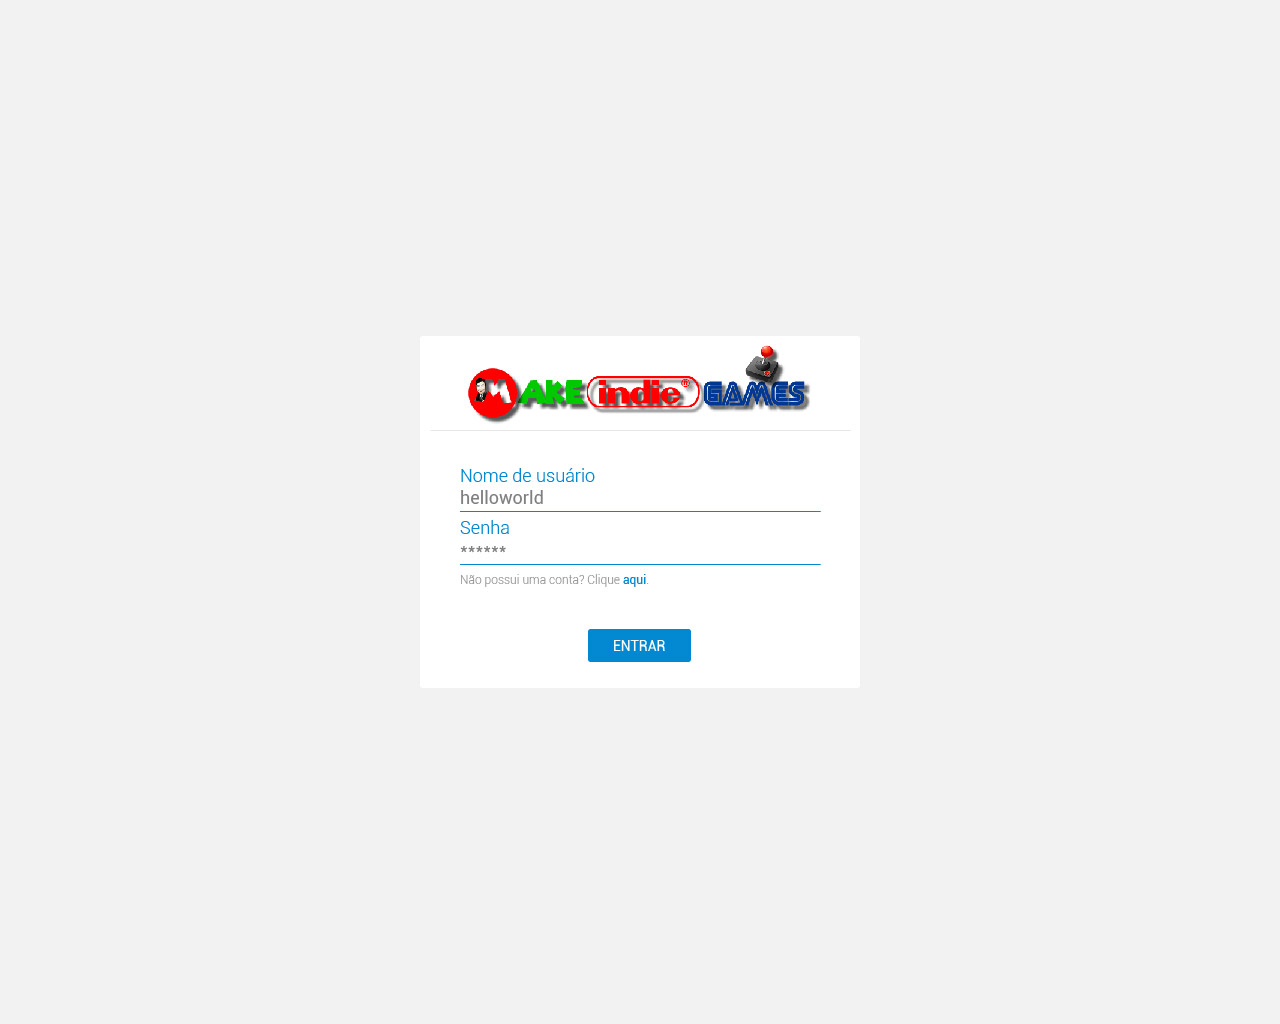 MAKE indie® GAMES
Nome de usuário
helloworld
Senha
******
Não possui uma conta? Clique aqui.
ENTRAR